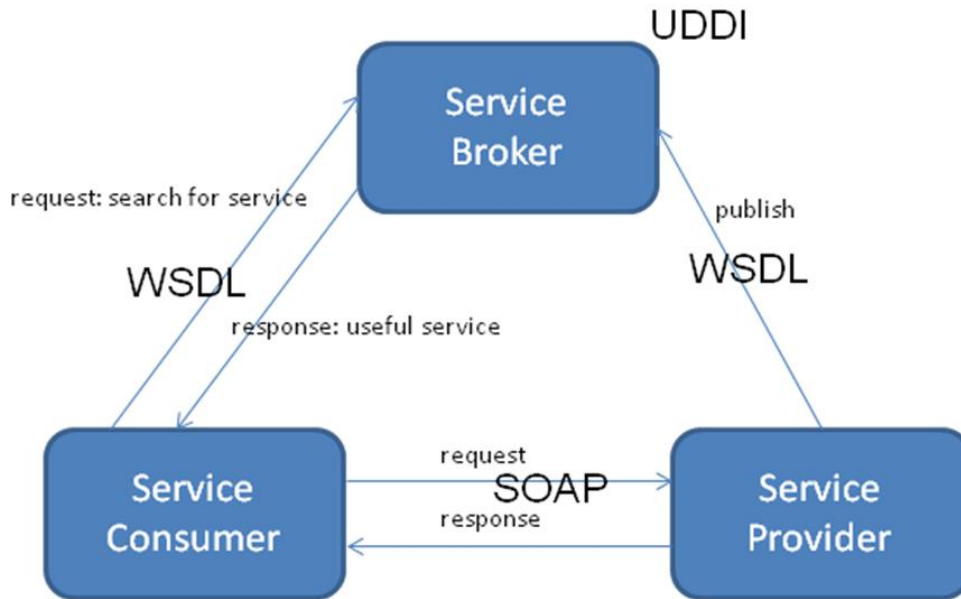 UDDI
Service
Broker
request: search for service
publish
WSDL
WSDL
response: useful service
request
SOAP
response
Service
Consumer
Service
Provider